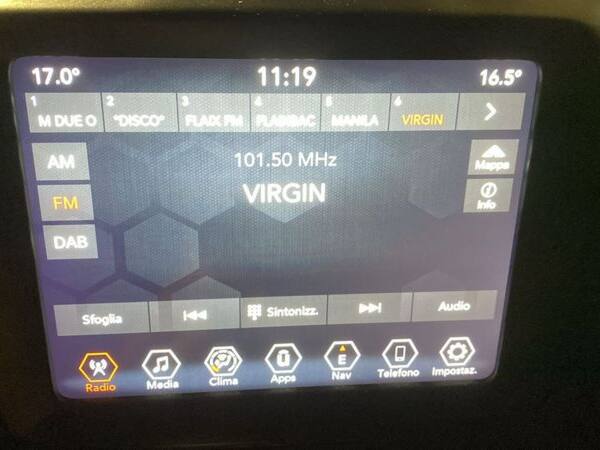 17.0° 11:19 16.5°
1 2 3 4 5 6
M DUE O "DISCO" FLAIX FM FLASHBAC MANILA VIRGIN
AM 101.50 MHz Mappa
FM VIRGIN Info
DAB
Sfoglia Sintonizz. Audio
E
Radio Media Clima Apps Nav Telefono Impostaz.